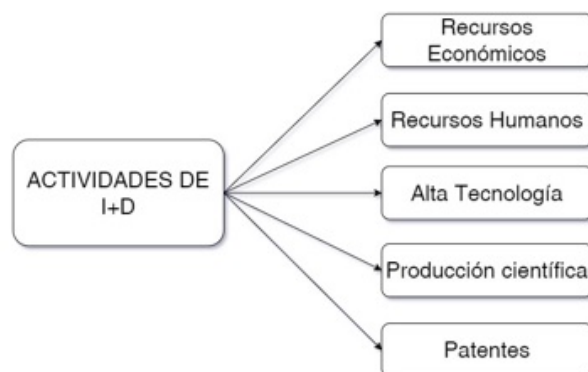 ACTIVIDADES DE
I+D
Recursos
Económicos
Recursos Humanos
Alta Tecnología
Producción científica
Patentes